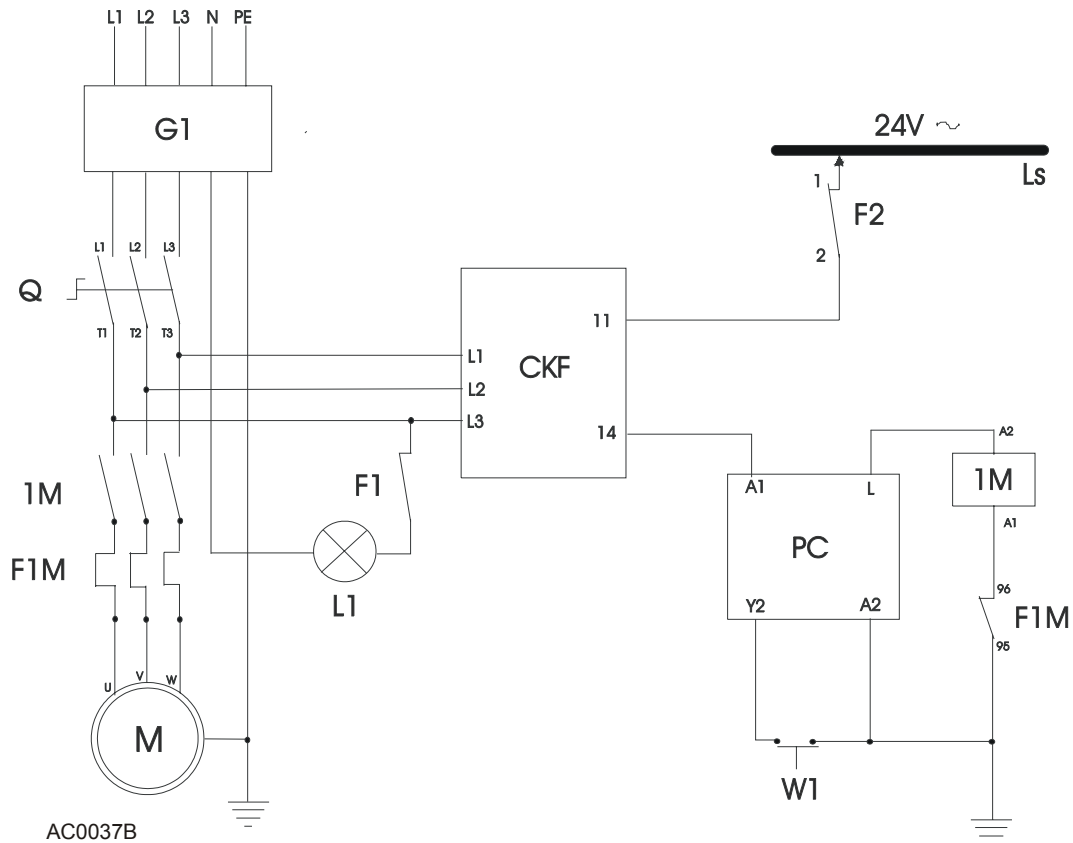 L1 L2 L3 N PE
G1
24V ~
Ls
1
F2
2
L1 L2 L3
Q
T1 T2 T3
11
L1
CKF
L2
L3
14
A2
1M
F1
A1 L
1M
A1
PC
F1M
96
Y2 A2
F1M
L1
95
U V W
M
W1
AC0037B